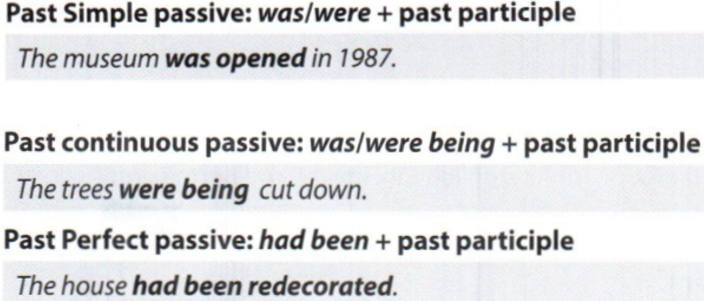 Past Simple passive: was/were + past participle
The museum was opened in 1987.
Past continuous passive: was/were being + past participle
The trees were being cut down.
Past Perfect passive: had been + past participle
The house had been redecorated.